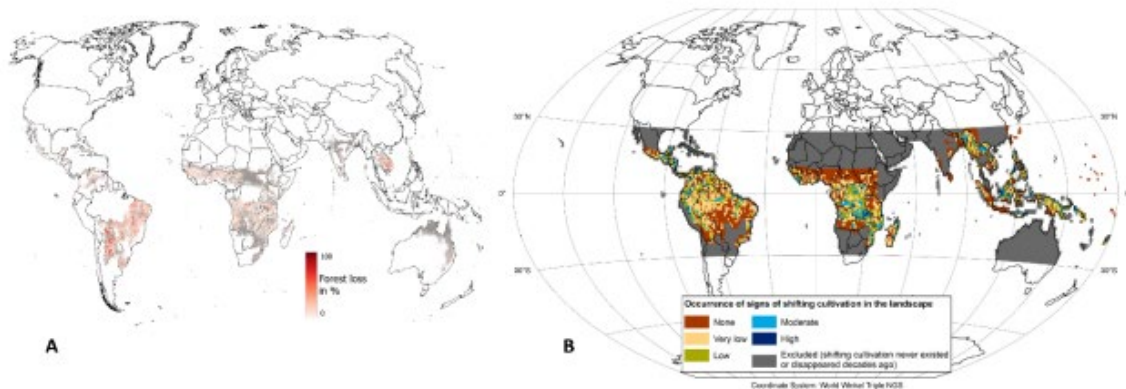 100
Forest loss
in %
0
A
30°N
30°N
0°
0°
30°S
30°S
B
Occurrence of signs of shifting cultivation in the landscape
None
Moderate
Very low
High
Low
Excluded (shifting cultivation never existed
or disappeared decades ago)
Coordinate System: World Winkel Triple NGS